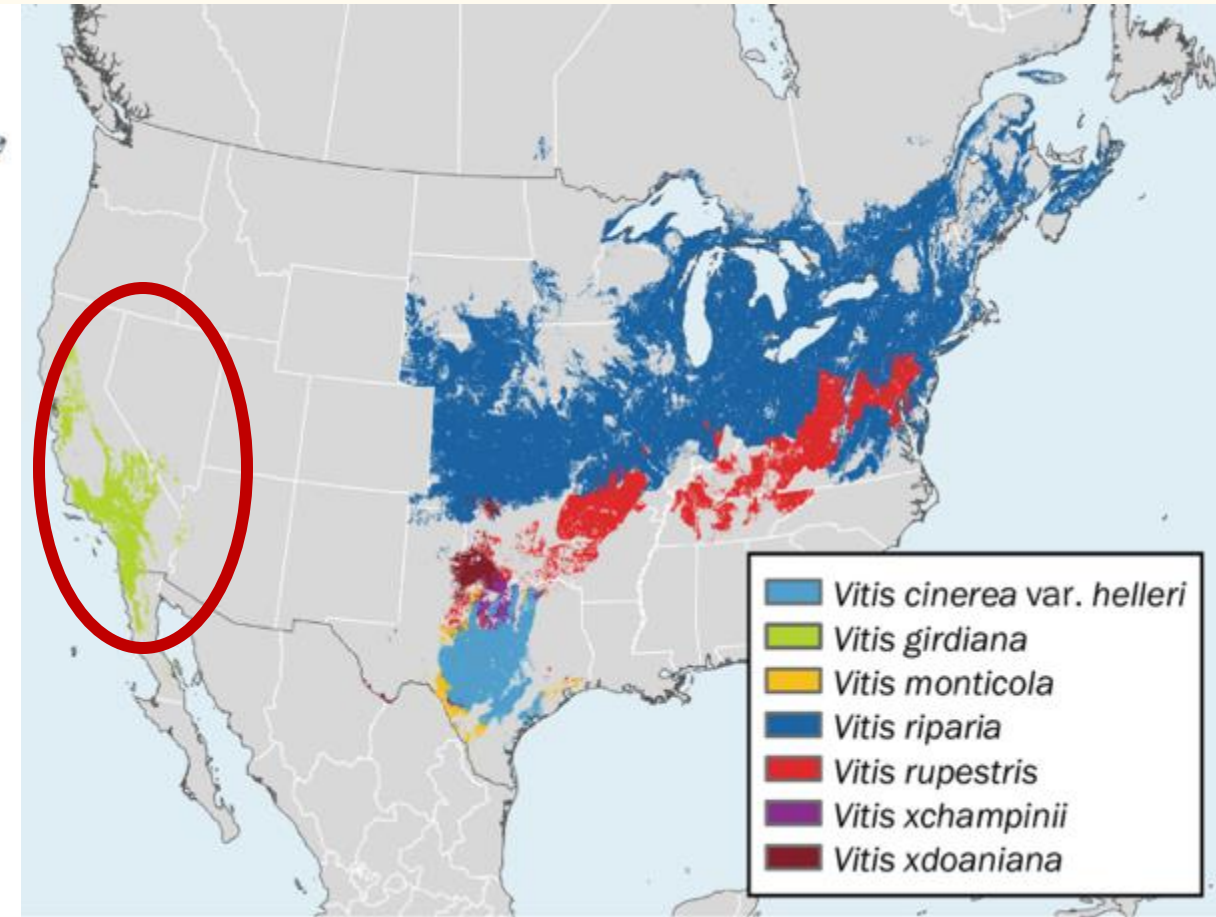 Vitis cinerea var. helleri
Vitis girdiana
Vitis monticola
Vitis riparia
Vitis rupestris
Vitis xchampinii
Vitis xdoaniana